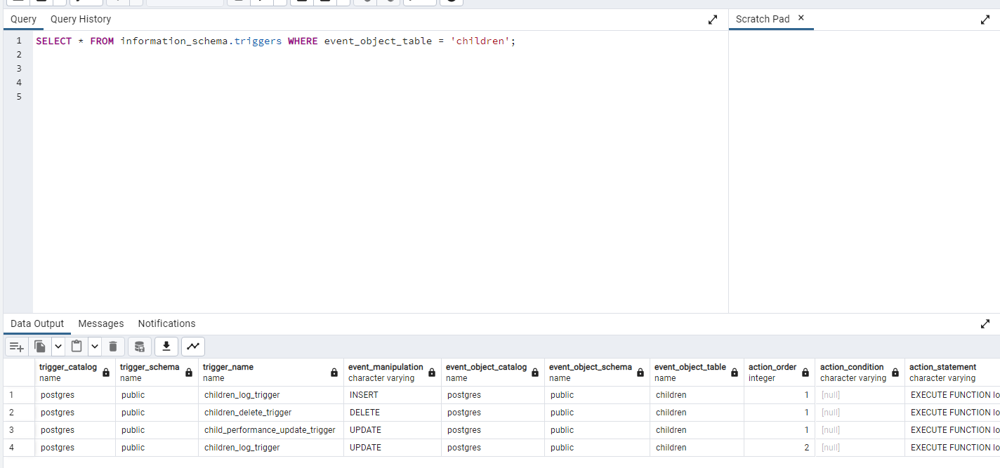 Query Query History Scratch Pad ×
1 SELECT * FROM information_schema.triggers WHERE event_object_table = 'children';
2
3
4
5
Data Output Messages Notifications
trigger_catalog trigger_schema trigger_name event_manipulation event_object_catalog event_object_schema event_object_table action_order action_condition action_statement
name name name character varying name name name integer character varying character varying
1 postgres public children_log_trigger INSERT postgres public children 1 [null] EXECUTE FUNCTION lo
2 postgres public children_delete_trigger DELETE postgres public children 1 [null] EXECUTE FUNCTION lo
3 postgres public child_performance_update_trigger UPDATE postgres public children 1 [null] EXECUTE FUNCTION lo
4 postgres public children_log_trigger UPDATE postgres public children 2 [null] EXECUTE FUNCTION lo